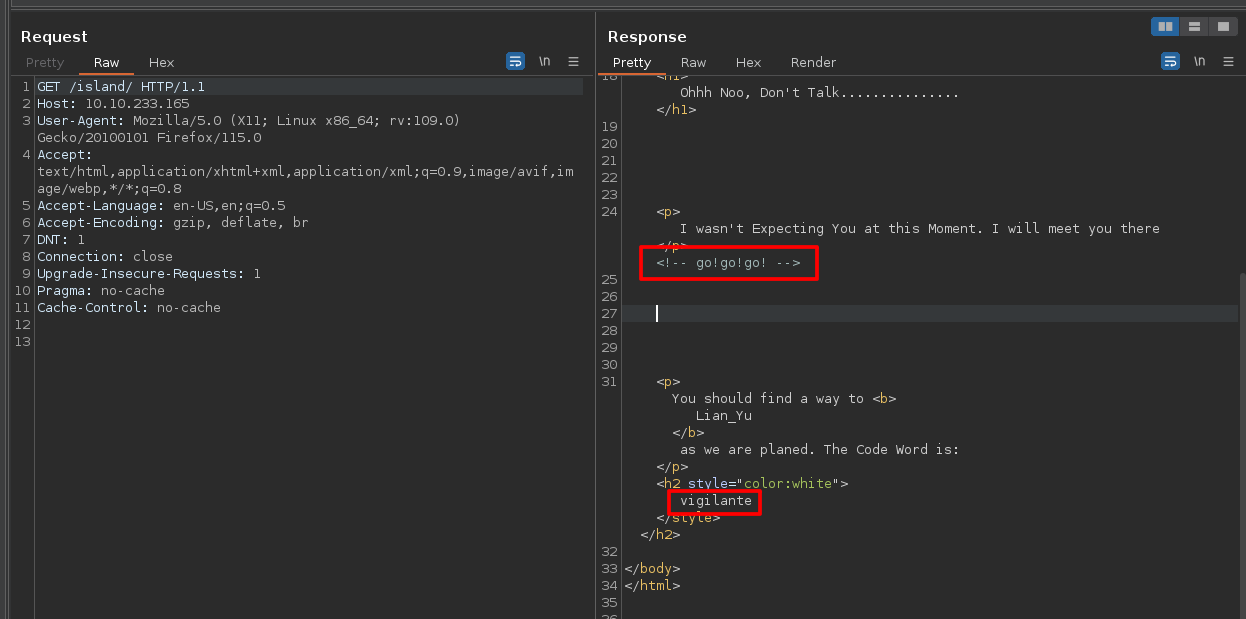 Request
Pretty Raw Hex \n
1 GET /island/ HTTP/1.1
2 Host: 10.10.233.165
3 User-Agent: Mozilla/5.0 (X11; Linux x86_64; rv:109.0)
Gecko/20100101 Firefox/115.0
4 Accept:
text/html,application/xhtml+xml,application/xml;q=0.9,image/avif,im
age/webp,*/*;q=0.8
5 Accept-Language: en-US,en;q=0.5
6 Accept-Encoding: gzip, deflate, br
7 DNT: 1
8 Connection: close
9 Upgrade-Insecure-Requests: 1
10 Pragma: no-cache
11 Cache-Control: no-cache
12
13
Response
Pretty Raw Hex Render \n
18 <h1>
Ohhh Noo, Don't Talk...............
</h1>
19
20
21
22
23
24 <p>
I wasn't Expecting You at this Moment. I will meet you there
</p>
<!-- go!go!go! -->
25
26
27
28
29
30
31 <p>
You should find a way to <b>
Lian_Yu
</b>
as we are planed. The Code Word is:
</p>
<h2 style="color:white">
vigilante
</style>
</h2>
32
33 </body>
34 </html>
35
36